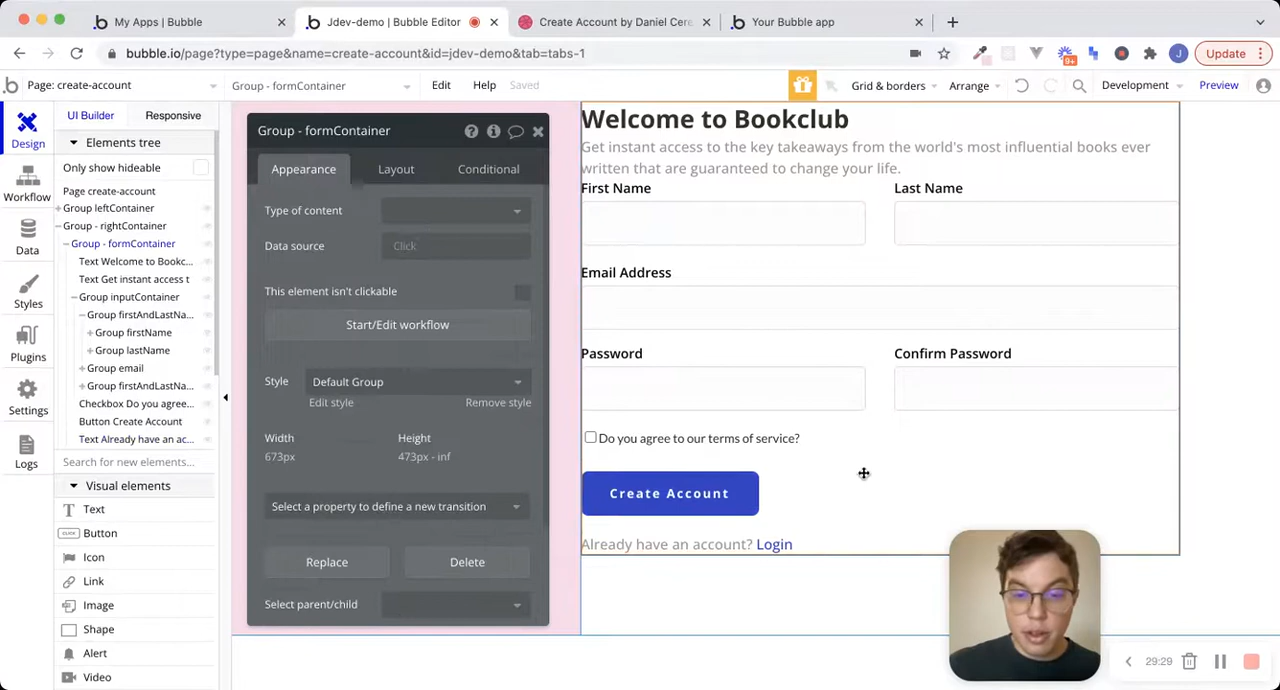 My Apps | Bubble
Jdev-demo | Bubble Editor
Create Account by Daniel Cere
Your Bubble app
bubble.io/page?type=page&name=create-account&id=jdev-demo&tab=tabs-1
9+
J
Update
Page: create-account
Group - formContainer
Edit
Help
Saved
Grid & borders
Arrange
Development
Preview
Design
Workflow
Data
Styles
Plugins
Settings
Logs
UI Builder
Responsive
Elements tree
Only show hideable
Page create-account
Group leftContainer
Group - rightContainer
Group - formContainer
Text Welcome to Bookc...
Text Get instant access t
Group inputContainer
Group firstAndLastNa...
Group firstName
Group lastName
Group email
Group firstAndLastNa...
Checkbox Do you agree...
Button Create Account
Text Already have an ac...
Search for new elements...
Visual elements
Text
CLICK
Button
Icon
Link
Image
Shape
Alert
Video
Group - formContainer
Appearance
Layout
Conditional
Type of content
Data source
Click
This element isn't clickable
Start/Edit workflow
Style
Default Group
Edit style
Remove style
Width
Height
673px
473px - inf
Select a property to define a new transition
Replace
Delete
Select parent/child
Welcome to Bookclub
Get instant access to the key takeaways from the world's most influential books ever
written that are guaranteed to change your life.
First Name
Last Name
Email Address
Password
Confirm Password
Do you agree to our terms of service?
Create Account
Already have an account? Login
29:29